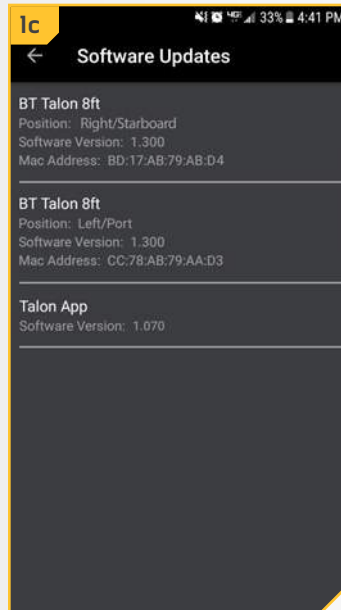 1c
33% 4:41 PM
Software Updates
BT Talon 8ft
Position: Right/Starboard
Software Version: 1.300
Mac Address: BD:17:AB:79:AB:D4
BT Talon 8ft
Position: Left/Port
Software Version: 1.300
Mac Address: CC:78:AB:79:AA:D3
Talon App
Software Version: 1.070